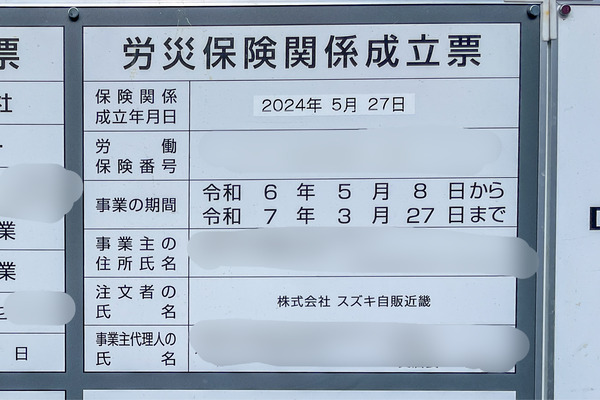 票
社
業
業
日
労災保険関係成立票
保険関係
成立年月日
2024年 5月 27日
労働
保険番号
事業の期間
令和 6 年 5 月 8 日から
令和 7 年 3 月 27 日まで
事業主の
住所氏名
注文者の
氏名
株式会社 スズキ自販近畿
事業主代理人の
氏名